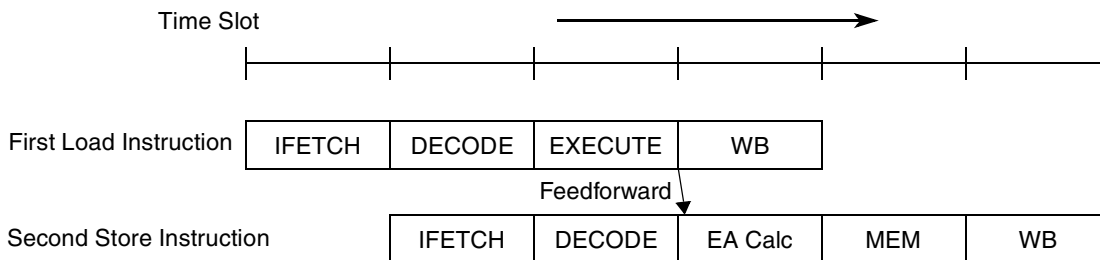 Time Slot
First Load Instruction IFETCH DECODE EXECUTE WB
Feedforward
Second Store Instruction IFETCH DECODE EA Calc MEM WB